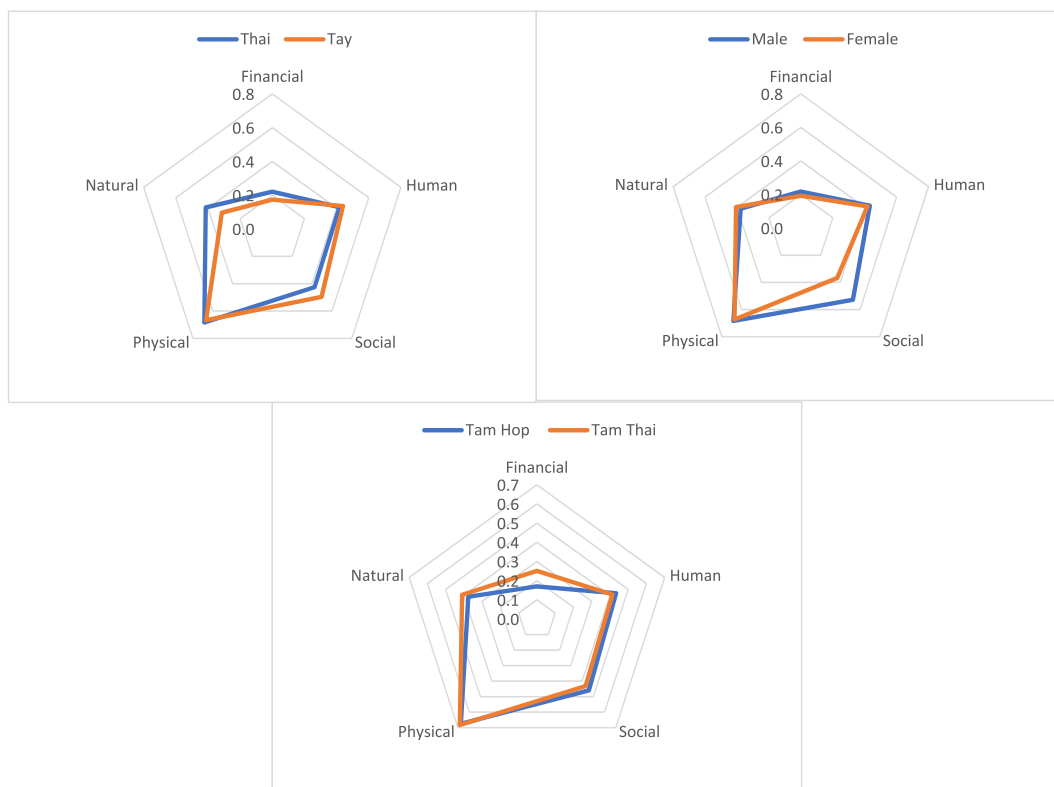 Thai Tay
Financial
0.8
0.6
0.4
0.2
0.0
Natural
Human
Physical
Social
Male Female
Financial
0.8
0.6
0.4
0.2
0.0
Natural
Human
Physical
Social
Tam Hop Tam Thai
Financial
0.7
0.6
0.5
0.4
0.3
0.2
0.1
0.0
Natural
Human
Physical
Social